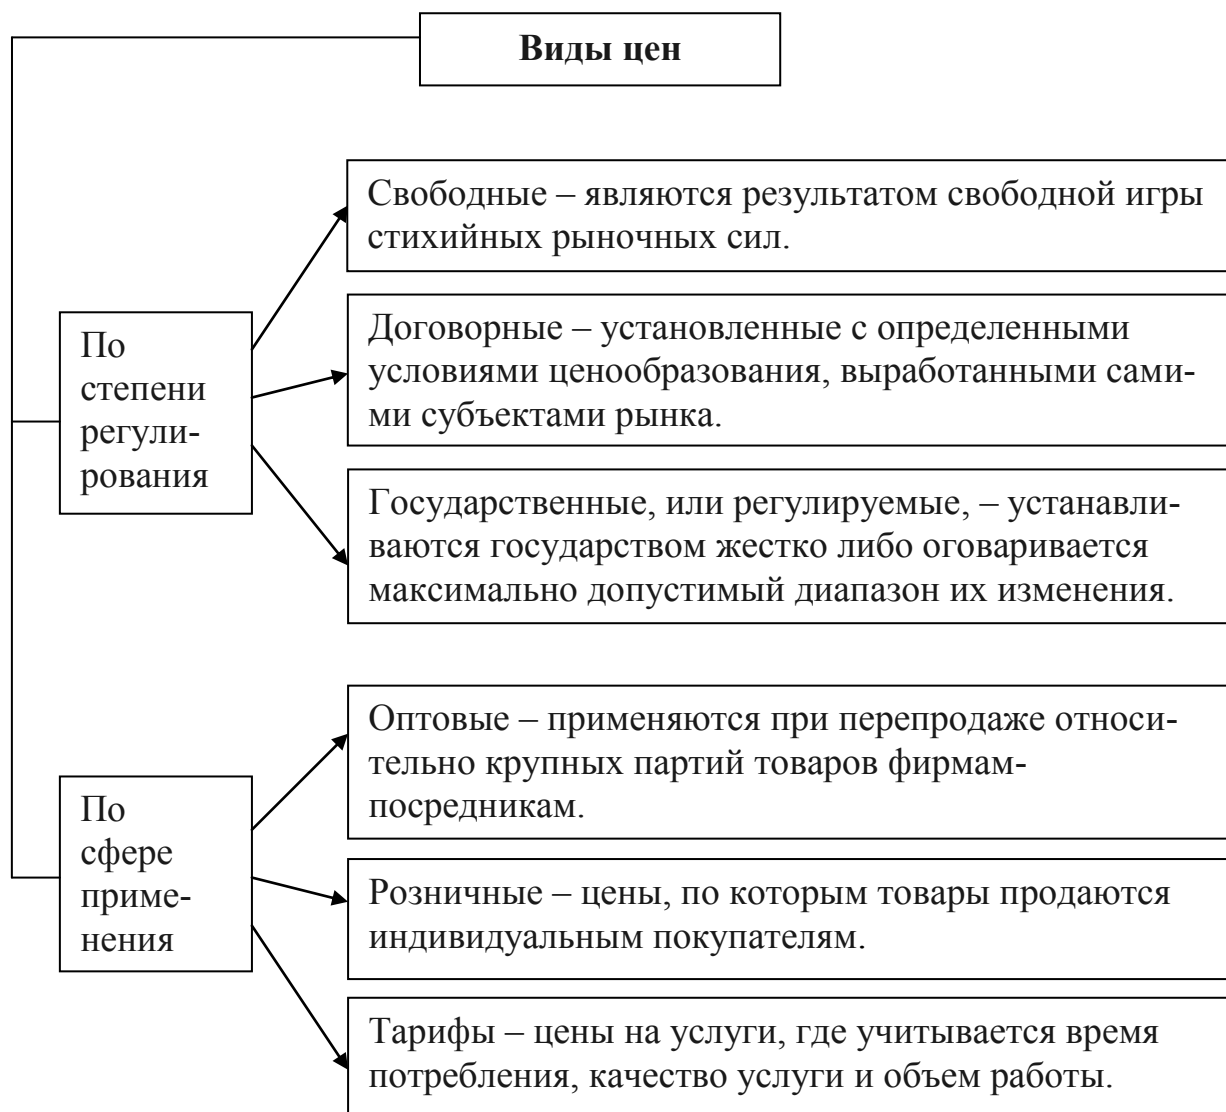 Виды цен
Свободные – являются результатом свободной игры
стихийных рыночных сил.
По
степени
регули-
рования
Договорные – установленные с определенными
условиями ценообразования, выработанными сами-
ми субъектами рынка.
Государственные, или регулируемые, – устанавли-
ваются государством жестко либо оговаривается
максимально допустимый диапазон их изменения.
По
сфере
приме-
нения
Оптовые – применяются при перепродаже относи-
тельно крупных партий товаров фирмам-
посредникам.
Розничные – цены, по которым товары продаются
индивидуальным покупателям.
Тарифы – цены на услуги, где учитывается время
потребления, качество услуги и объем работы.